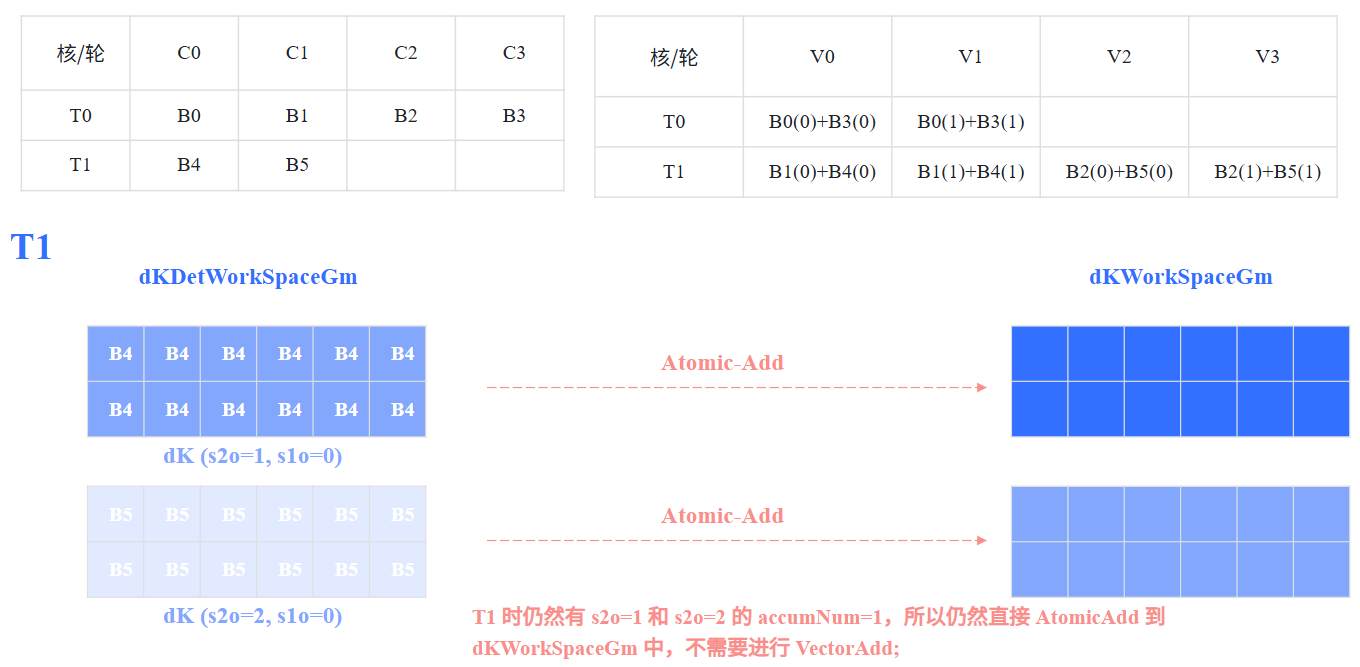 核/轮 C0 C1 C2 C3
T0 B0 B1 B2 B3
T1 B4 B5
核/轮 V0 V1 V2 V3
T0 B0(0)+B3(0) B0(1)+B3(1)
T1 B1(0)+B4(0) B1(1)+B4(1) B2(0)+B5(0) B2(1)+B5(1)
T1
dKDetWorkSpaceGm
dKWorkSpaceGm
B4 B4 B4 B4 B4 B4
B4 B4 B4 B4 B4 B4
Atomic-Add
dK (s2o=1, s1o=0)
B5 B5 B5 B5 B5 B5
B5 B5 B5 B5 B5 B5
Atomic-Add
dK (s2o=2, s1o=0)
T1 时仍然有 s2o=1 和 s2o=2 的 accumNum=1，所以仍然直接 AtomicAdd 到
dKWorkSpaceGm 中，不需要进行 VectorAdd;